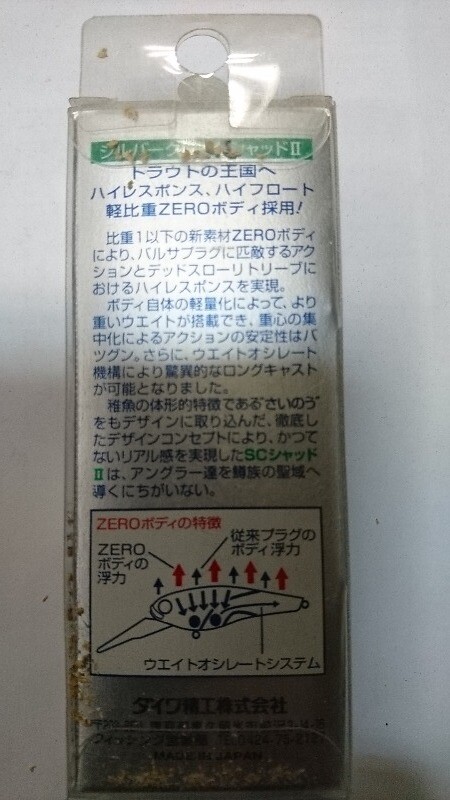 シルバー
シャッドⅡ
トラウトの王国へ
ハイレスポンス、ハイフロート
軽比重ZEROボディ採用!
比重1以下の新素材ZEROボディ
により、バルサプラグに匹敵するアク
ションとデッドスローリトリーブに
おけるハイレスポンスを実現。
ボディ自体の軽量化によって、より
重いウエイトが搭載でき、重心の集
中化によるアクションの安定性はバ
ツグン。さらに、ウエイトオシレート
機構により驚異的なロングキャスト
が可能となりました。
稚魚の体形的特徴である"さいのう"
をもデザインに取り込んだ、徹底し
たデザインコンセプトにより、かつて
ないリアル感を実現したSCシャッド
Ⅱは、アングラー達を鱒族の聖域へ
導くにちがいない。
ZEROボディの特徴
ZERO
ボディの
浮力
従来プラグの
ボディ浮力
ウエイトオシレートシステム
ダイワ精工株式会社
フィッシング営業部 TEL0424-75-21
MADE IN JAPAN